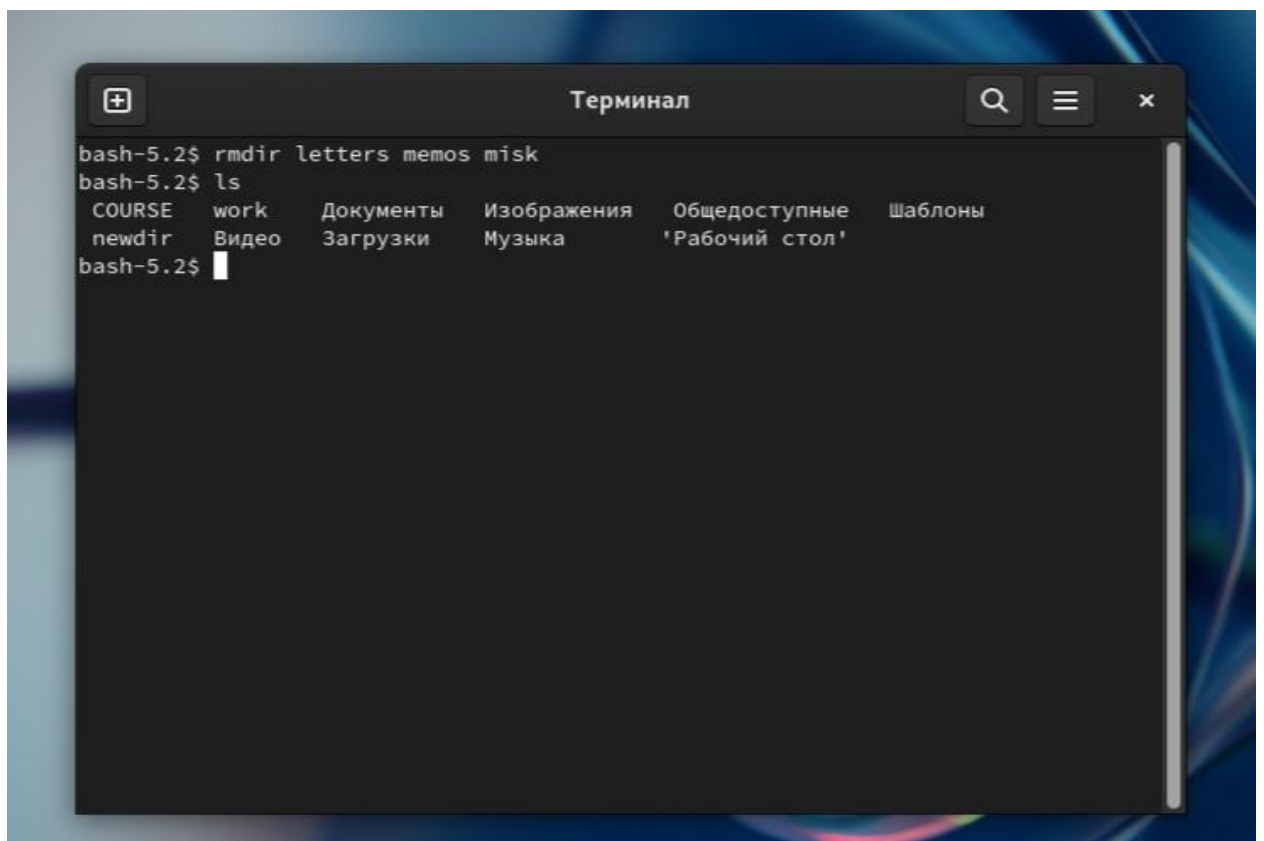 Терминал
bash-5.2$ rmdir letters memos misk
bash-5.2$ ls
COURSE work Документы Изображения Общедоступные Шаблоны
newdir Видео Загрузки Музыка 'Рабочий стол'
bash-5.2$